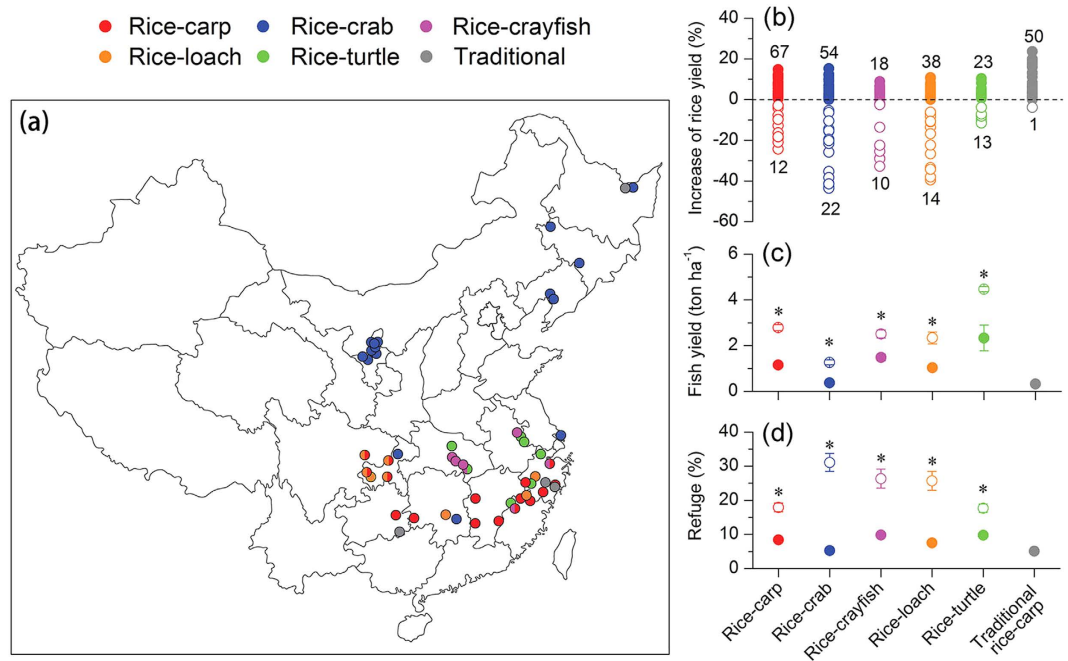 Rice-carp Rice-crab Rice-crayfish
Rice-loach Rice-turtle Traditional
(a)
(b)
Increase of rice yield (%)
40
20
0
-20
-40
-60
67 54 18 38 23 50
12 22 10 14 13 1
(c)
Fish yield (ton ha-1)
6
4
2
0
* * * * *
(d)
Refuge (%)
40
30
20
10
0
* * * * *
Rice-carp
Rice-crab
Rice-crayfish
Rice-loach
Rice-turtle
Traditional
rice-carp